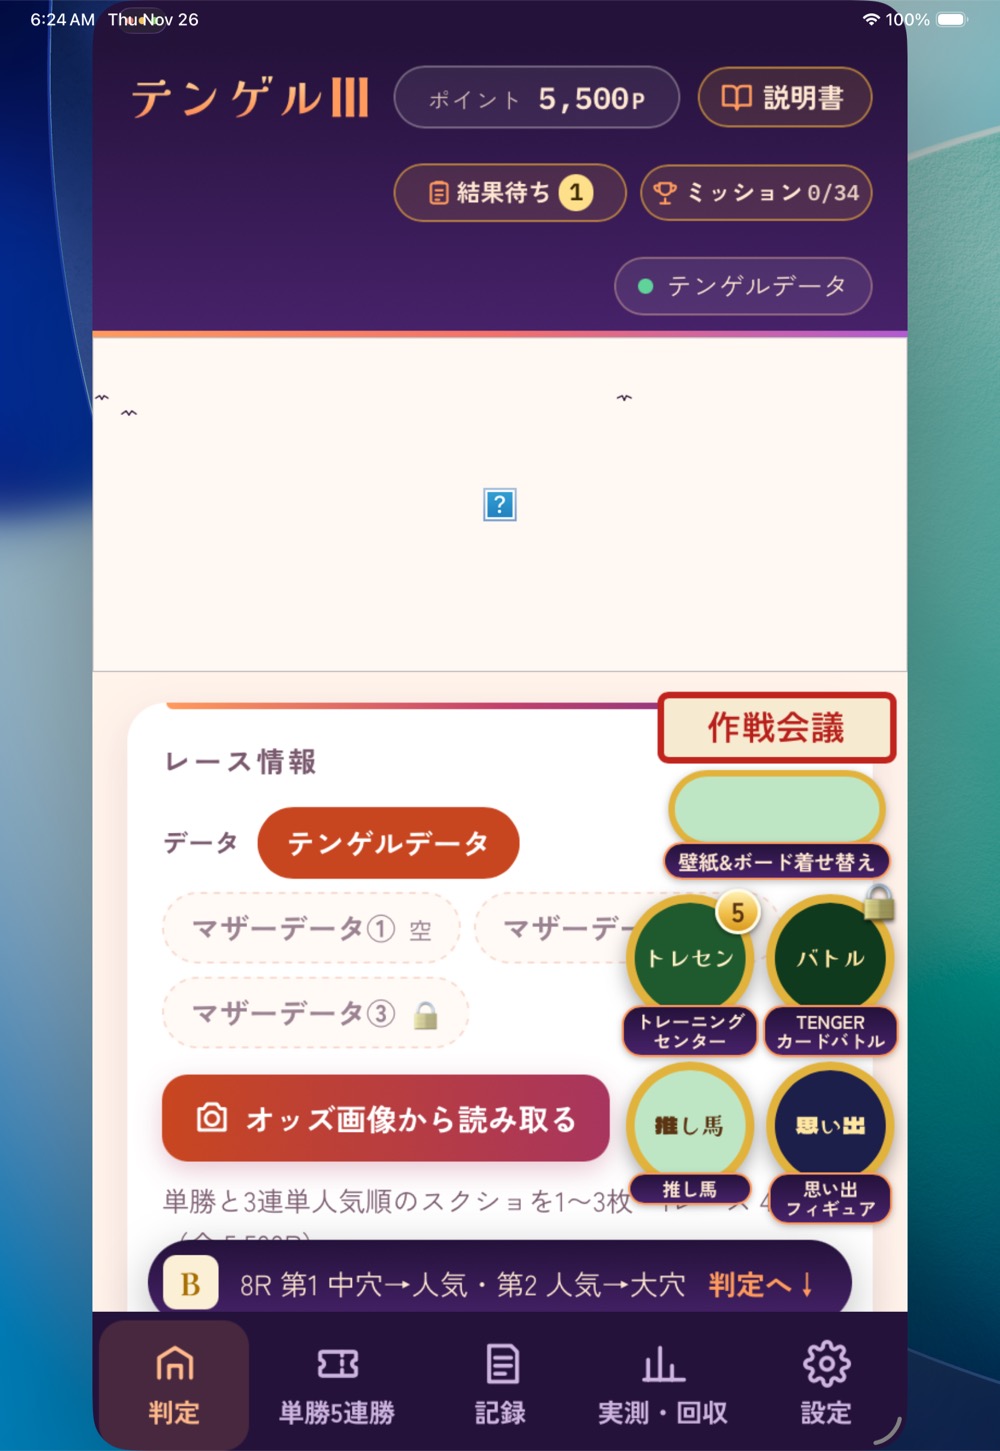 6:24 AM Thu Nov 26
100%
テンゲルIII
ポイント 5,500P
説明書
結果待ち 1
ミッション 0/34
テンゲルデータ
?
作戦会議
レース情報
壁紙&ボード着せ替え
データ テンゲルデータ
マザーデータ① 空
マザーデー
5
トレセン
バトル
マザーデータ③
トレーニング
センター
TENGER
カードバトル
オッズ画像から読み取る
推し馬
思い出
推し馬
思い出
フィギュア
単勝と3連単人気順のスクショを1〜3枚
B 8R 第1 中穴→人気・第2 人気→大穴 判定へ↓
判定
単勝5連勝
記録
実測・回収
設定